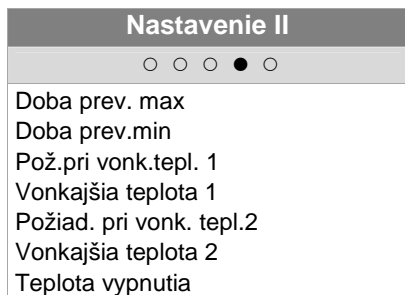 Nastavenie II
○ ○ ○ ● ○
Doba prev. max
Doba prev.min
Pož.pri vonk.tepl. 1
Vonkajšia teplota 1
Požiad. pri vonk. tepl.2
Vonkajšia teplota 2
Teplota vypnutia